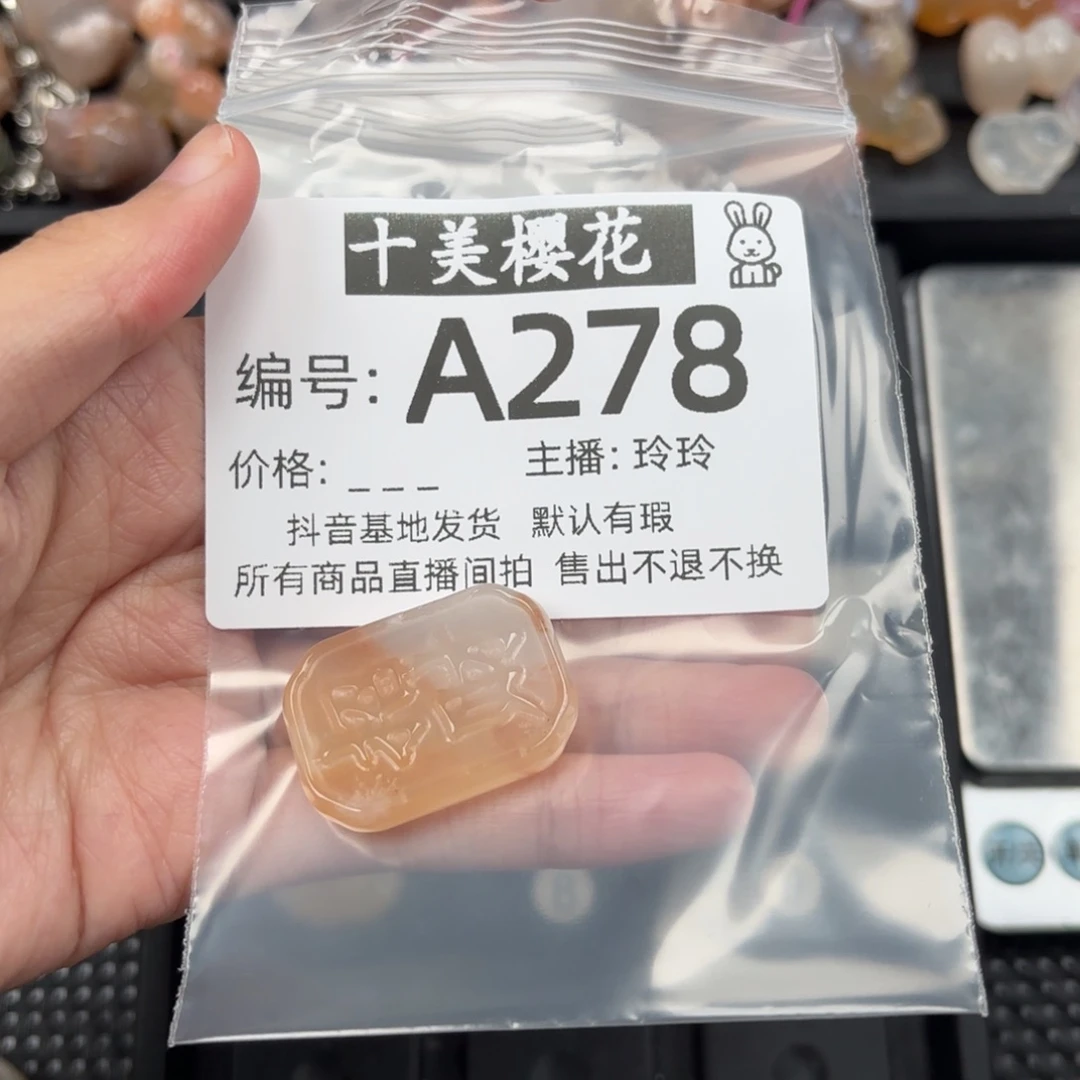 十美樱花
编号: A278
价格: _ _ _ 主播: 玲玲
抖音基地发货 默认有瑕
所有商品直播间拍 售出不退不换